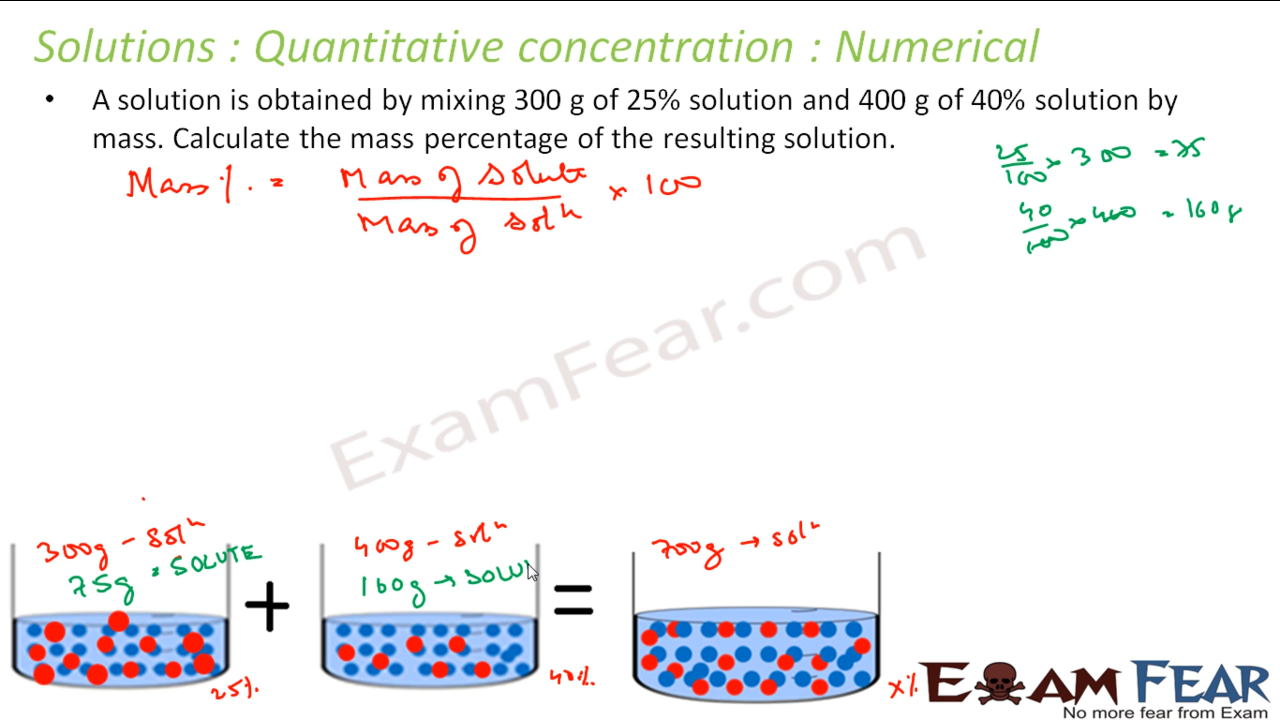 Solutions : Quantitative concentration : Numerical
• A solution is obtained by mixing 300 g of 25% solution and 400 g of 40% solution by
mass. Calculate the mass percentage of the resulting solution.
25/100 × 300 = 75
Mass %. = Mass of solute/Mass of solⁿ × 100
40/100 × 400 = 160g
ExamFear.com
300g - solⁿ
75g = SOLUTE
+
400g - solⁿ
160g → SOLU
=
700g → solⁿ
25%.
40%.
x%
EXAM FEAR
No more fear from Exam